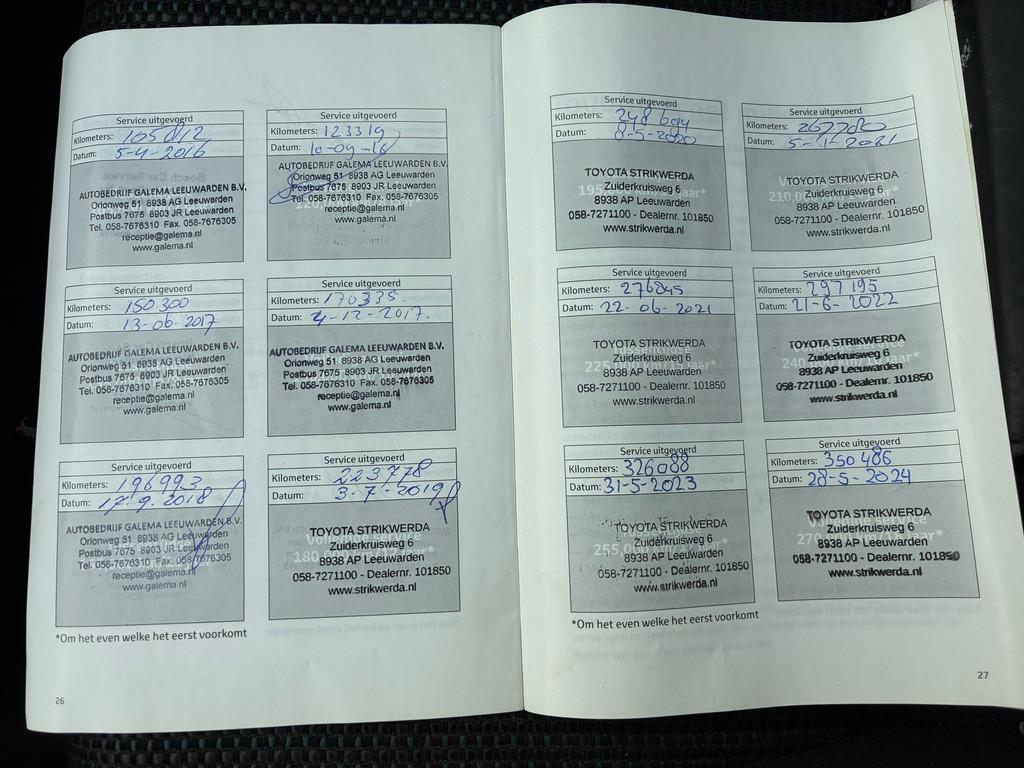 Service uitgevoerd
Kilometers: 105012
Datum: 5-4-2016
AUTOBEDRIJF GALEMA LEEUWARDEN B.V.
Orionweg 51 8938 AG Leeuwarden
Postbus 7675 8903 JR Leeuwarden
Tel. 058-7676310 Fax. 058-7676305
receptie@galema.nl
www.galema.nl
Service uitgevoerd
Kilometers: 123319
Datum: 10-09-16
AUTOBEDRIJF GALEMA LEEUWARDEN B.V.
Orionweg 51 8938 AG Leeuwarden
Postbus 7675 8903 JR Leeuwarden
Tel. 058-7676310 Fax. 058-7676305
receptie@galema.nl
www.galema.nl
Service uitgevoerd
Kilometers: 150300
Datum: 13-06-2017
AUTOBEDRIJF GALEMA LEEUWARDEN B.V.
Orionweg 51 8938 AG Leeuwarden
Postbus 7675 8903 JR Leeuwarden
Tel. 058-7676310 Fax. 058-7676305
receptie@galema.nl
www.galema.nl
Service uitgevoerd
Kilometers: 170335
Datum: 4-12-2017.
AUTOBEDRIJF GALEMA LEEUWARDEN B.V.
Orionweg 51 8938 AG Leeuwarden
Postbus 7675 8903 JR Leeuwarden
Tel. 058-7676310 Fax. 058-7676305
receptie@galema.nl
www.galema.nl
Service uitgevoerd
Kilometers: 196993
Datum: 17-9-2018
AUTOBEDRIJF GALEMA LEEUWARDEN B.V.
Orionweg 51 8938 AG Leeuwarden
Postbus 7675 8903 JR Leeuwarden
Tel. 058-7676310 Fax. 058-7676305
receptie@galema.nl
www.galema.nl
Service uitgevoerd
Kilometers: 223778
Datum: 3-7-2019
TOYOTA STRIKWERDA
Zuiderkruisweg 6
8938 AP Leeuwarden
058-7271100 - Dealernr. 101850
www.strikwerda.nl
*Om het even welke het eerst voorkomt
26
Service uitgevoerd
Kilometers:
Datum: 8-5-2020
TOYOTA STRIKWERDA
Zuiderkruisweg 6
8938 AP Leeuwarden
058-7271100 - Dealernr. 101850
www.strikwerda.nl
Service uitgevoerd
Kilometers:
Datum: 5-1-2021
TOYOTA STRIKWERDA
Zuiderkruisweg 6
8938 AP Leeuwarden
058-7271100 - Dealernr. 101850
www.strikwerda.nl
Service uitgevoerd
Kilometers: 276845
Datum: 22-06-2021
TOYOTA STRIKWERDA
Zuiderkruisweg 6
8938 AP Leeuwarden
058-7271100 - Dealernr. 101850
www.strikwerda.nl
Service uitgevoerd
Kilometers: 297195
Datum: 21-6-2022
TOYOTA STRIKWERDA
Zuiderkruisweg 6
8938 AP Leeuwarden
058-7271100 - Dealernr. 101850
www.strikwerda.nl
Service uitgevoerd
Kilometers: 326088
Datum: 31-5-2023
TOYOTA STRIKWERDA
Zuiderkruisweg 6
8938 AP Leeuwarden
058-7271100 - Dealernr. 101850
www.strikwerda.nl
Service uitgevoerd
Kilometers: 350486
Datum: 28-5-2024
TOYOTA STRIKWERDA
Zuiderkruisweg 6
8938 AP Leeuwarden
058-7271100 - Dealernr. 101850
www.strikwerda.nl
*Om het even welke het eerst voorkomt
27